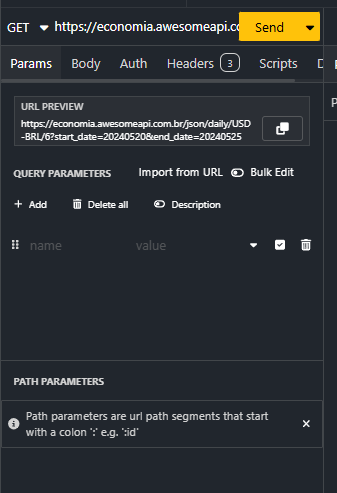 GET https://economia.awesomeapi.co Send
Params Body Auth Headers 3 Scripts D
P
URL PREVIEW
https://economia.awesomeapi.com.br/json/daily/USD
-BRL/6?start_date=20240520&end_date=20240525
QUERY PARAMETERS Import from URL Bulk Edit
+ Add Delete all Description
name value
PATH PARAMETERS
Path parameters are url path segments that start
with a colon ':' e.g. ':id'